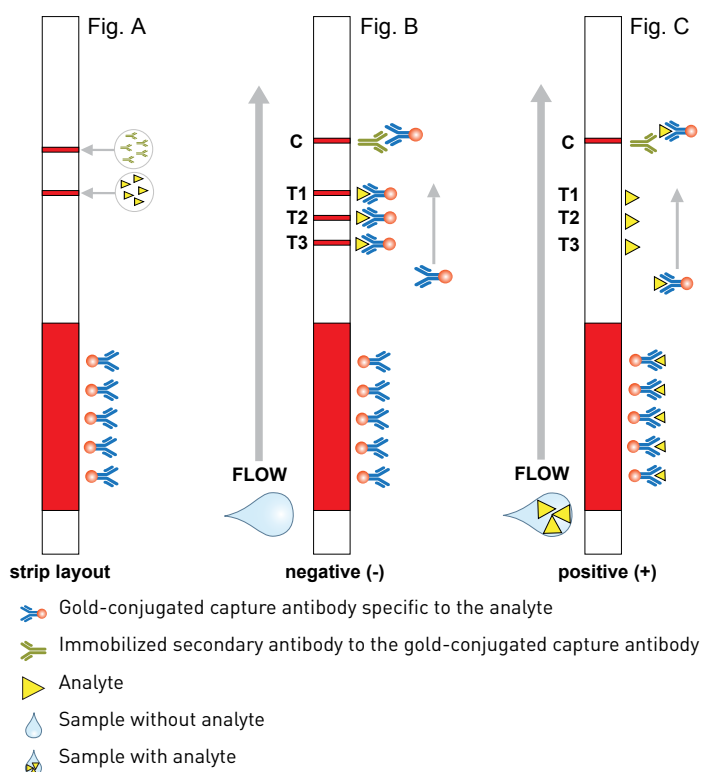 Fig. A
Fig. B
Fig. C
C
T1
T2
T3
C
T1
T2
T3
FLOW
FLOW
strip layout
negative (-)
positive (+)
Gold-conjugated capture antibody specific to the analyte
Immobilized secondary antibody to the gold-conjugated capture antibody
Analyte
Sample without analyte
Sample with analyte